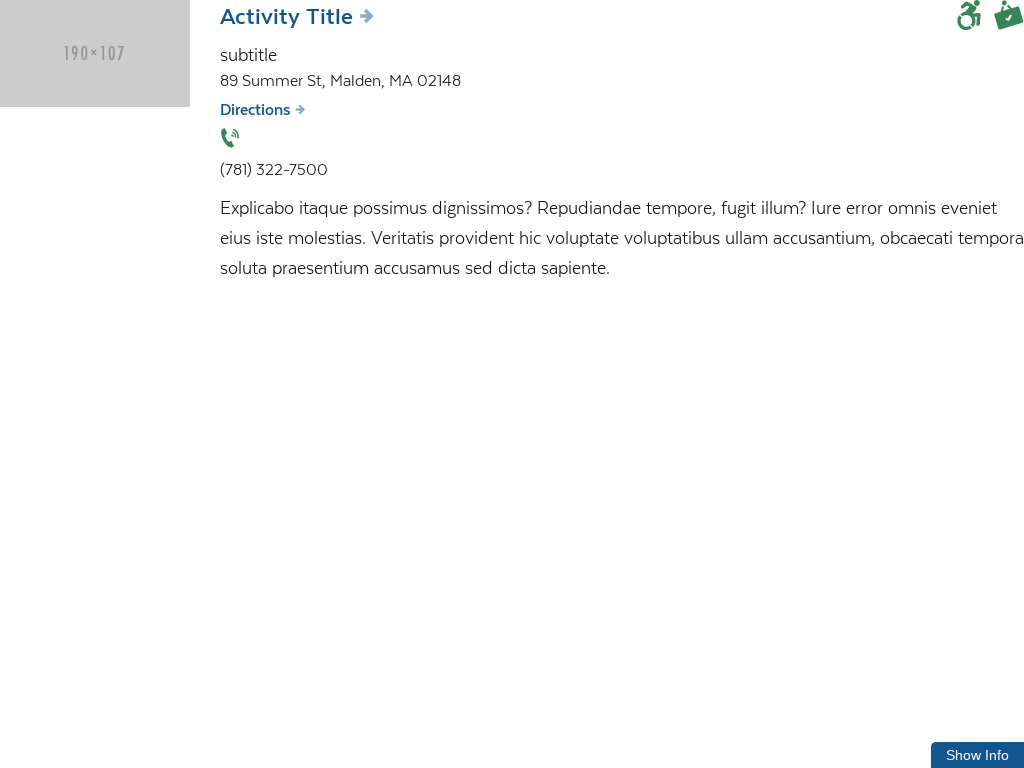 190×107
Activity Title
subtitle
89 Summer St, Malden, MA 02148
Directions
(781) 322-7500
Explicabo itaque possimus dignissimos? Repudiandae tempore, fugit illum? Iure error omnis eveniet
eius iste molestias. Veritatis provident hic voluptate voluptatibus ullam accusantium, obcaecati tempora
soluta praesentium accusamus sed dicta sapiente.
Show Info